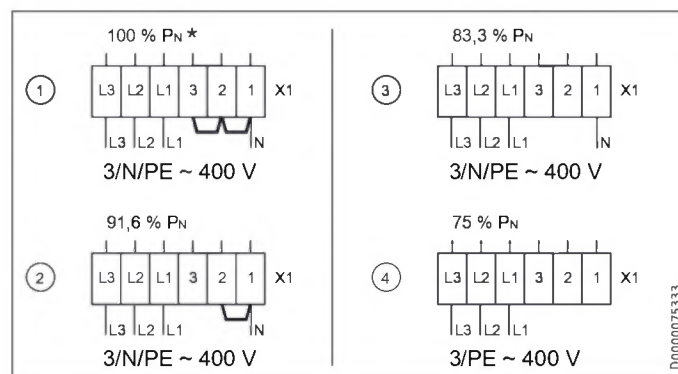 100 % PN *
1
L3 L2 L1 3 2 1 X1
L3 L2 L1 N
3/N/PE ~ 400 V
91,6 % PN
2
L3 L2 L1 3 2 1 X1
L3 L2 L1 N
3/N/PE ~ 400 V
83,3 % PN
3
L3 L2 L1 3 2 1 X1
L3 L2 L1 N
3/N/PE ~ 400 V
75 % PN
4
L3 L2 L1 3 2 1 X1
L3 L2 L1
3/PE ~ 400 V
D0000075333